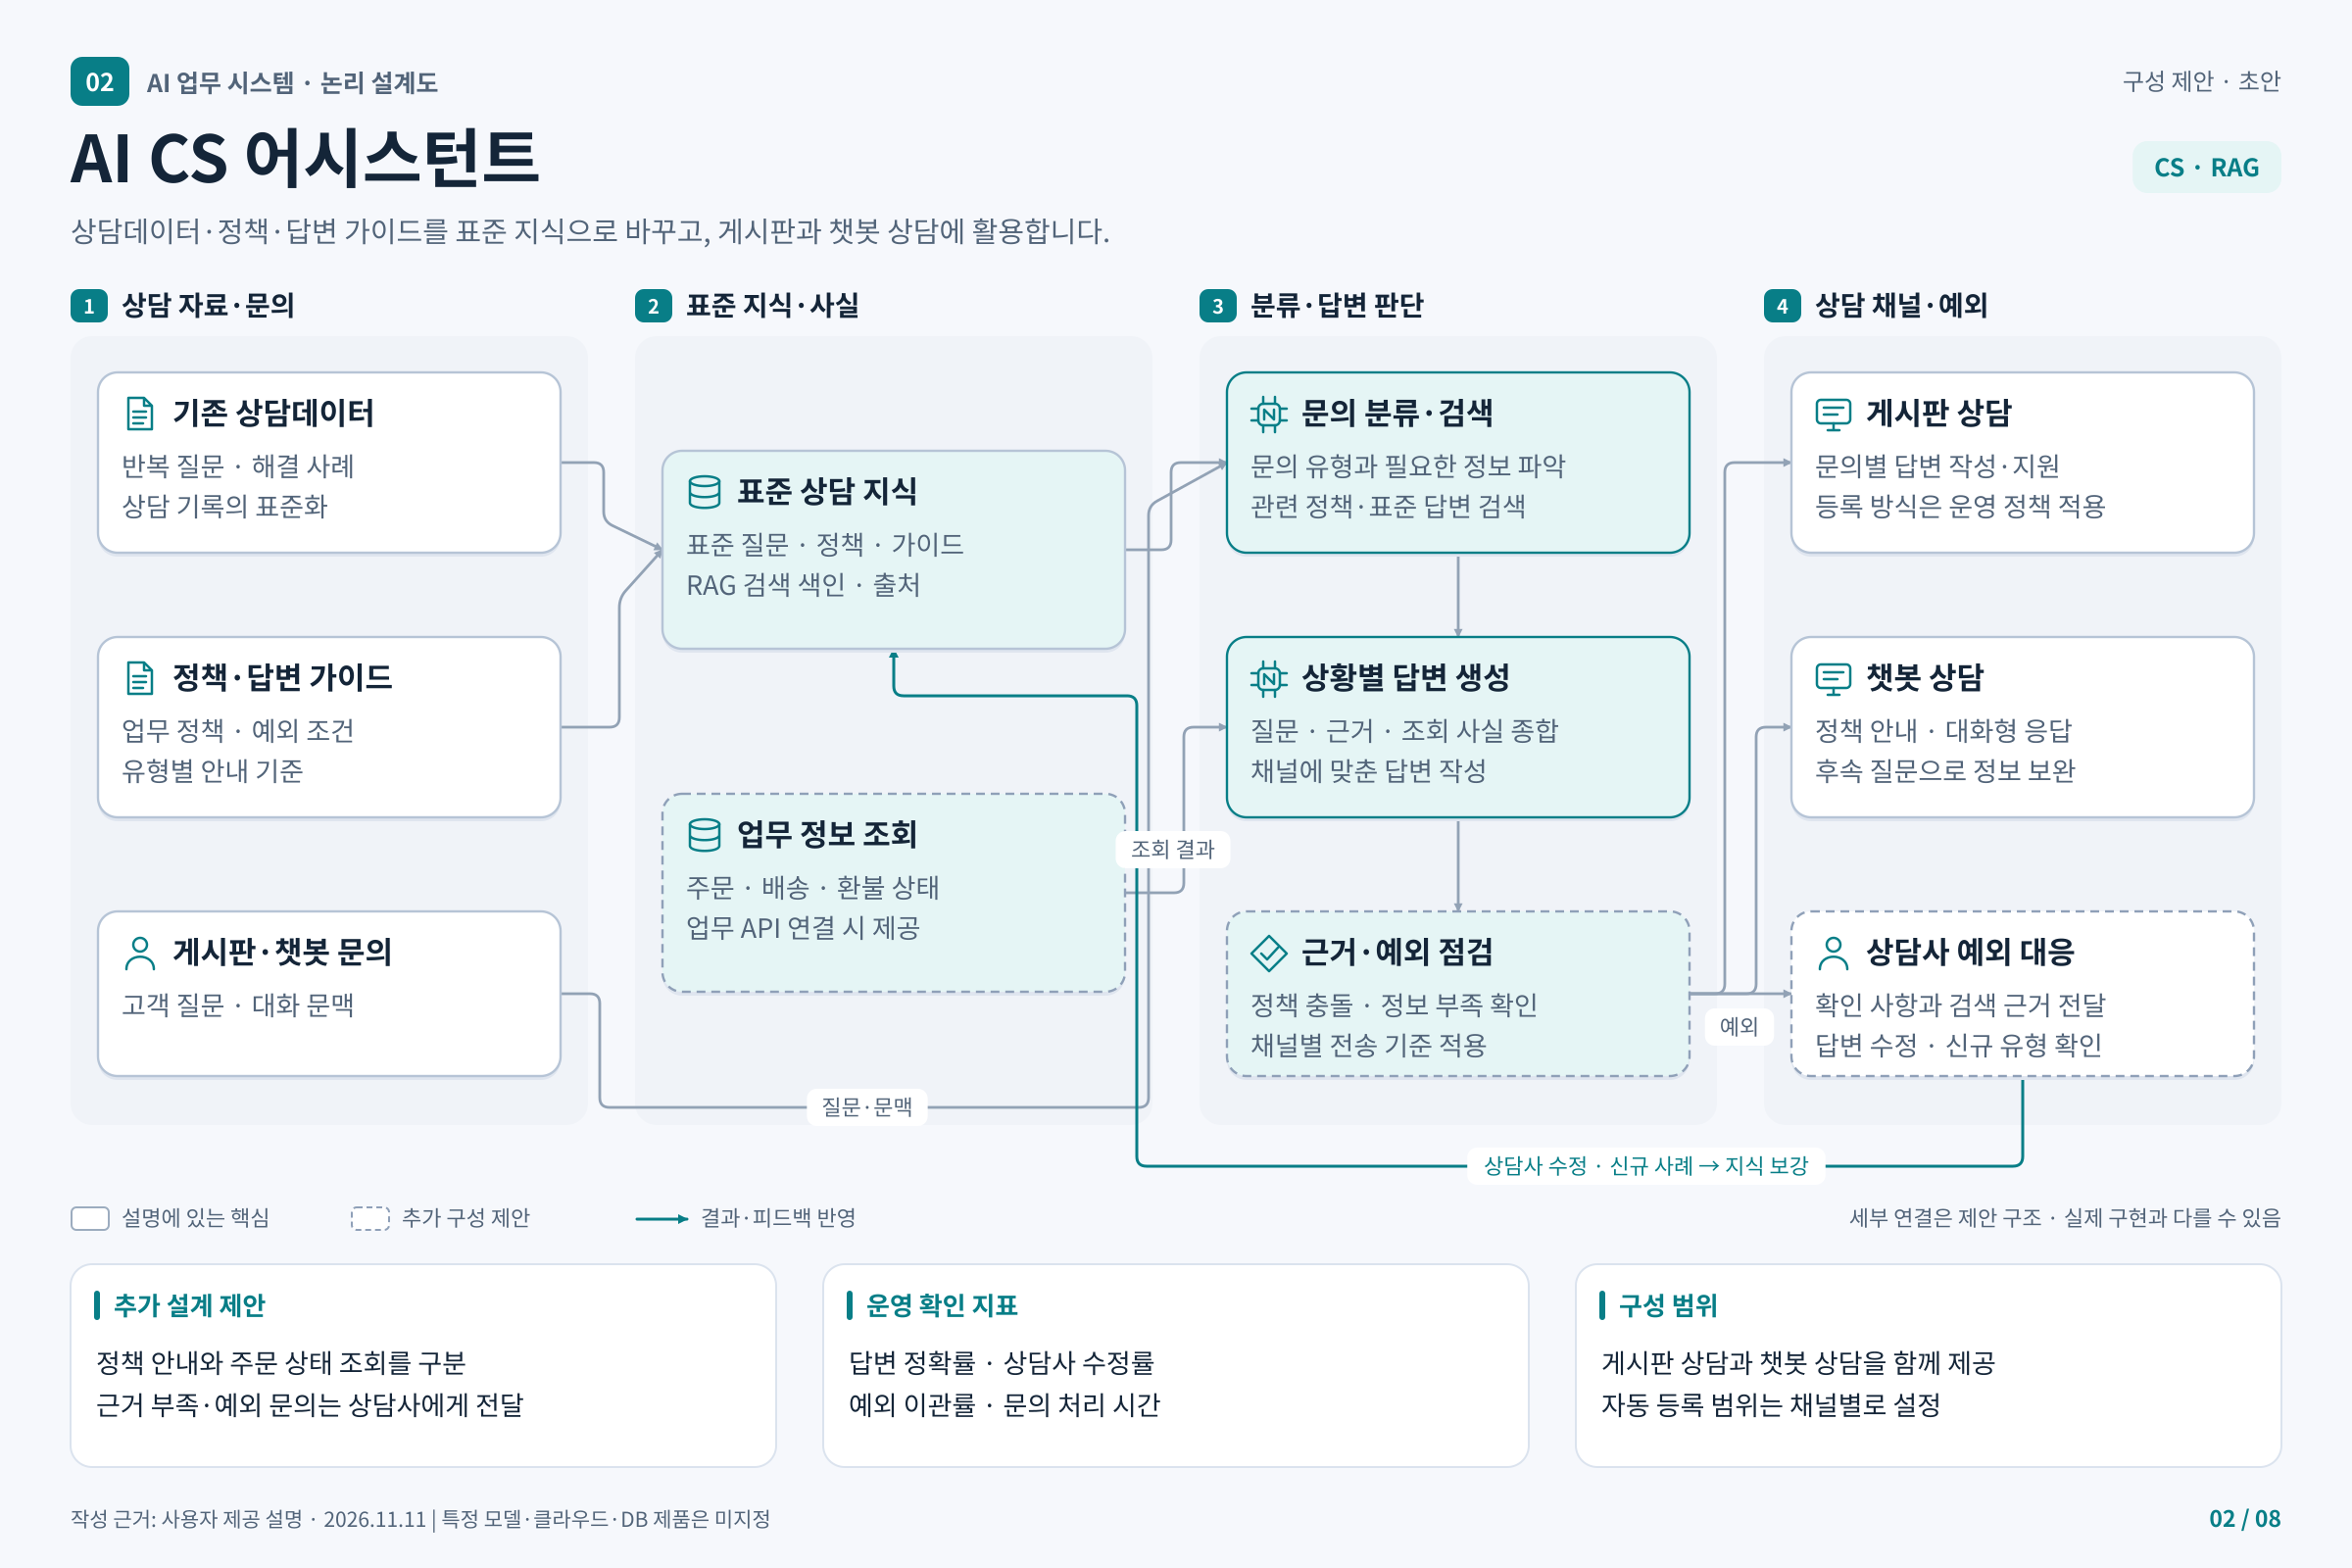 02
AI 업무 시스템 · 논리 설계도
구성 제안 · 초안
AI CS 어시스턴트
CS · RAG
상담데이터·정책·답변 가이드를 표준 지식으로 바꾸고, 게시판과 챗봇 상담에 활용합니다.
1 상담 자료·문의
기존 상담데이터
반복 질문 · 해결 사례
상담 기록의 표준화
정책·답변 가이드
업무 정책 · 예외 조건
유형별 안내 기준
게시판·챗봇 문의
고객 질문 · 대화 문맥
2 표준 지식·사실
표준 상담 지식
표준 질문 · 정책 · 가이드
RAG 검색 색인 · 출처
업무 정보 조회
주문 · 배송 · 환불 상태
업무 API 연결 시 제공
조회 결과
질문·문맥
3 분류·답변 판단
문의 분류·검색
문의 유형과 필요한 정보 파악
관련 정책·표준 답변 검색
상황별 답변 생성
질문 · 근거 · 조회 사실 종합
채널에 맞춘 답변 작성
근거·예외 점검
정책 충돌 · 정보 부족 확인
채널별 전송 기준 적용
예외
4 상담 채널·예외
게시판 상담
문의별 답변 작성·지원
등록 방식은 운영 정책 적용
챗봇 상담
정책 안내 · 대화형 응답
후속 질문으로 정보 보완
상담사 예외 대응
확인 사항과 검색 근거 전달
답변 수정 · 신규 유형 확인
상담사 수정 · 신규 사례 → 지식 보강
설명에 있는 핵심
추가 구성 제안
결과·피드백 반영
세부 연결은 제안 구조 · 실제 구현과 다를 수 있음
추가 설계 제안
정책 안내와 주문 상태 조회를 구분
근거 부족·예외 문의는 상담사에게 전달
운영 확인 지표
답변 정확률 · 상담사 수정률
예외 이관률 · 문의 처리 시간
구성 범위
게시판 상담과 챗봇 상담을 함께 제공
자동 등록 범위는 채널별로 설정
작성 근거: 사용자 제공 설명 · 2026.11.11 | 특정 모델·클라우드·DB 제품은 미지정
02 / 08